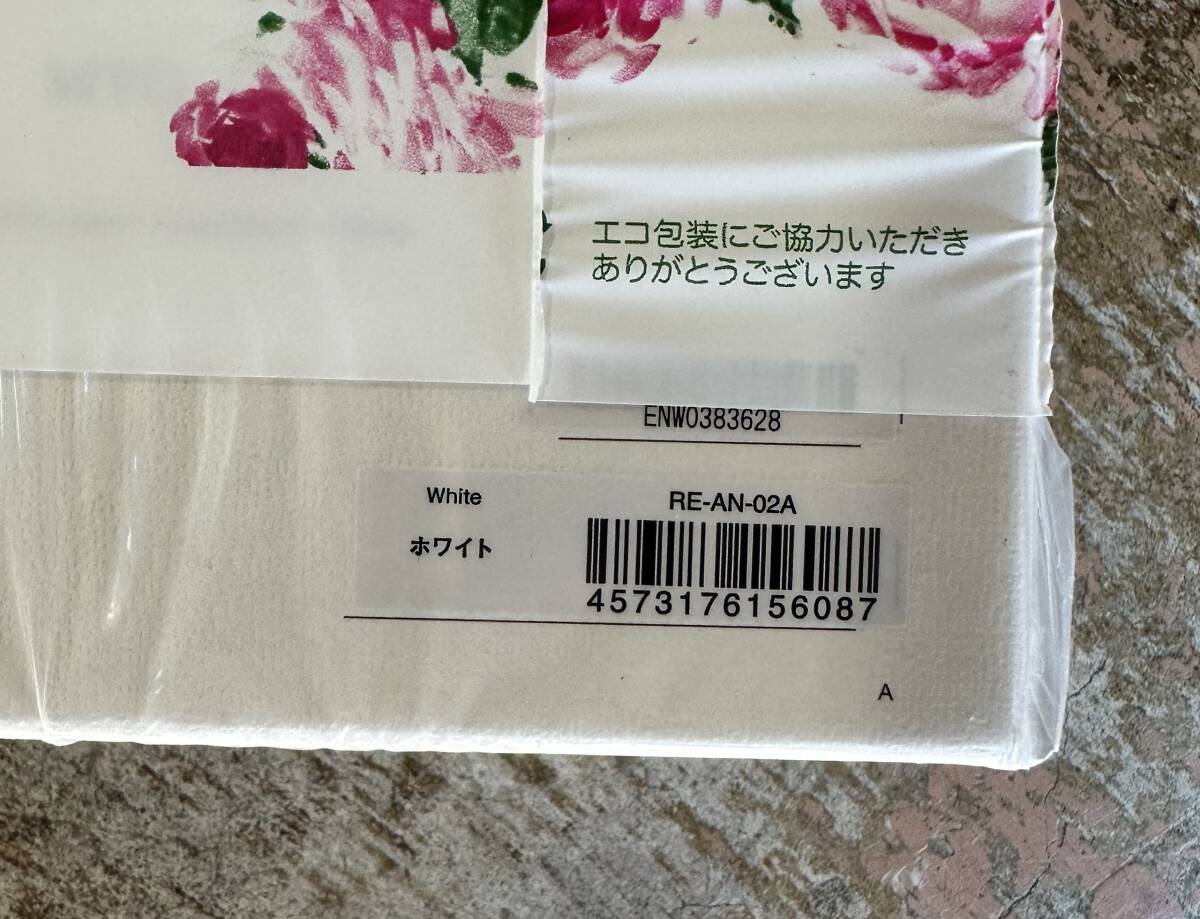 エコ包装にご協力いただき
ありがとうございます
ENW0383628
White
RE-AN-02A
ホワイト
4573176156087
A